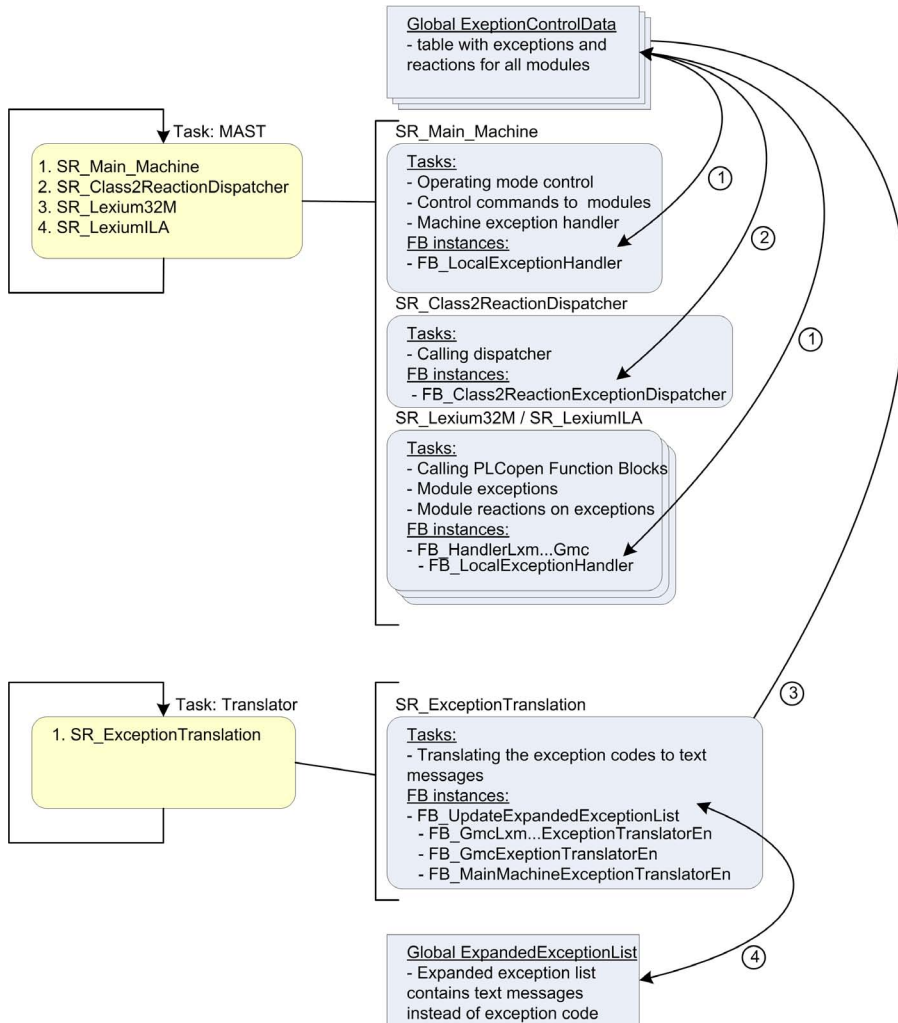 Global ExeptionControlData
- table with exceptions and
reactions for all modules
Task: MAST
1. SR_Main_Machine
2. SR_Class2ReactionDispatcher
3. SR_Lexium32M
4. SR_LexiumILA
SR_Main_Machine
Tasks:
- Operating mode control
- Control commands to modules
- Machine exception handler
FB instances:
- FB_LocalExceptionHandler
1
2
SR_Class2ReactionDispatcher
Tasks:
- Calling dispatcher
FB instances:
- FB_Class2ReactionExceptionDispatcher
1
SR_Lexium32M / SR_LexiumILA
Tasks:
- Calling PLCopen Function Blocks
- Module exceptions
- Module reactions on exceptions
FB instances:
- FB_HandlerLxm...Gmc
- FB_LocalExceptionHandler
Task: Translator
1. SR_ExceptionTranslation
3
SR_ExceptionTranslation
Tasks:
- Translating the exception codes to text
messages
FB instances:
- FB_UpdateExpandedExceptionList
- FB_GmcLxm...ExceptionTranslatorEn
- FB_GmcExeptionTranslatorEn
- FB_MainMachineExceptionTranslatorEn
4
Global ExpandedExceptionList
- Expanded exception list
contains text messages
instead of exception code